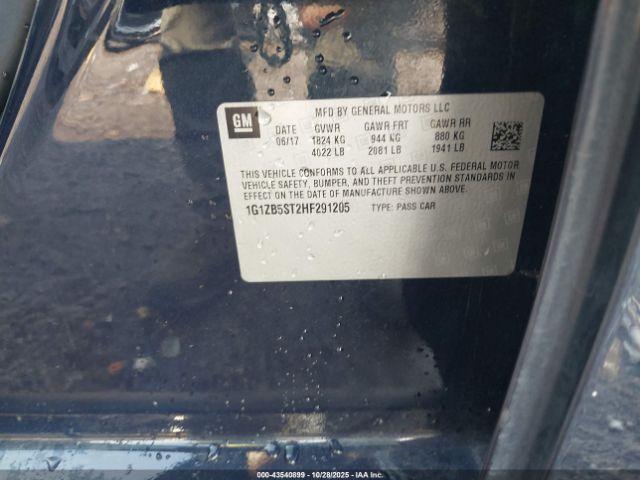 MFD BY GENERAL MOTORS LLC
GM
DATE GVWR GAWR FRT GAWR RR
06/17 1824 KG 944 KG 880 KG
4022 LB 2081 LB 1941 LB
THIS VEHICLE CONFORMS TO ALL APPLICABLE U.S. FEDERAL MOTOR
VEHICLE SAFETY, BUMPER, AND THEFT PREVENTION STANDARDS IN
EFFECT ON THE DATE OF MANUFACTURE SHOWN ABOVE.
1G1ZB5ST2HF291205 TYPE: PASS CAR
000-43540899 - 10/28/2025 - IAAI.com